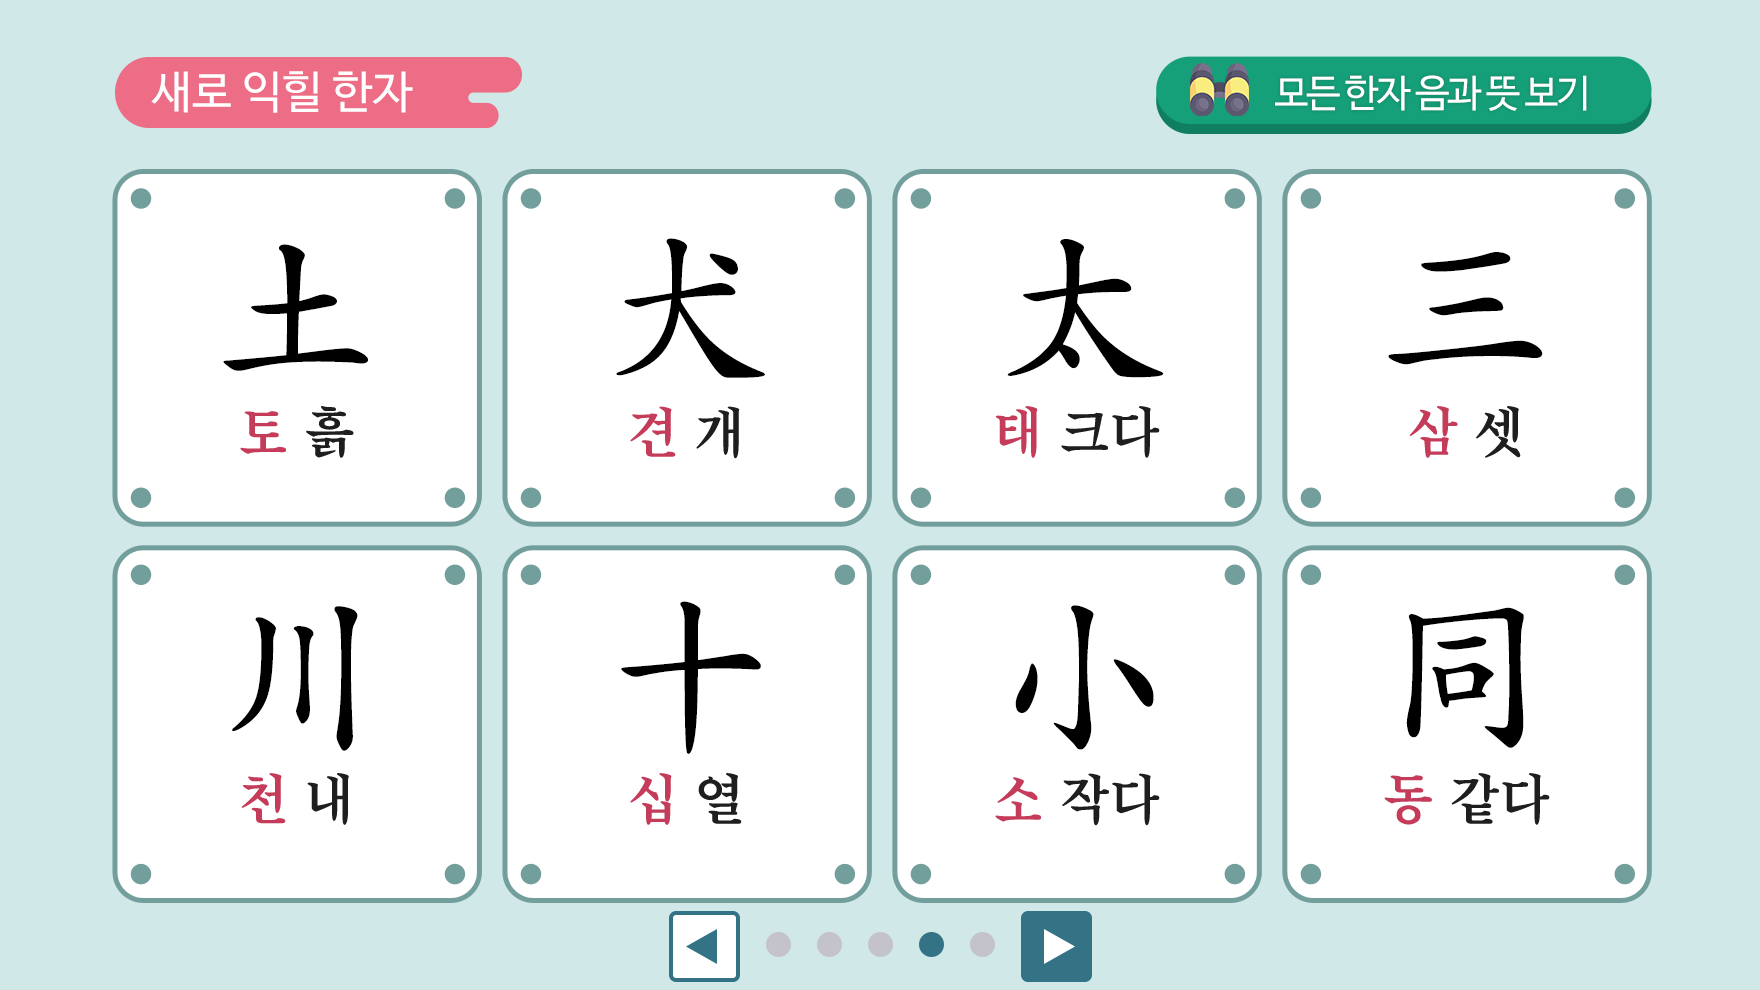 새로 익힐 한자
모든 한자 음과 뜻 보기
土 犬 太 三
토 흙 견 개 태 크다 삼 셋
川 十 小 同
천 내 십 열 소 작다 동 같다